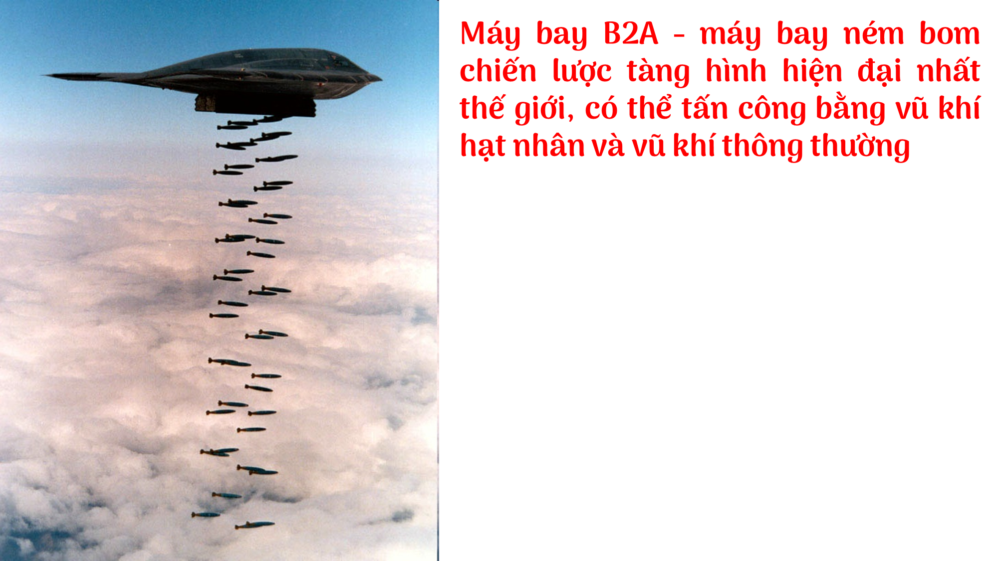 Máy bay B2A - máy bay ném bom
chiến lược tàng hình hiện đại nhất
thế giới, có thể tấn công bằng vũ khí
hạt nhân và vũ khí thông thường